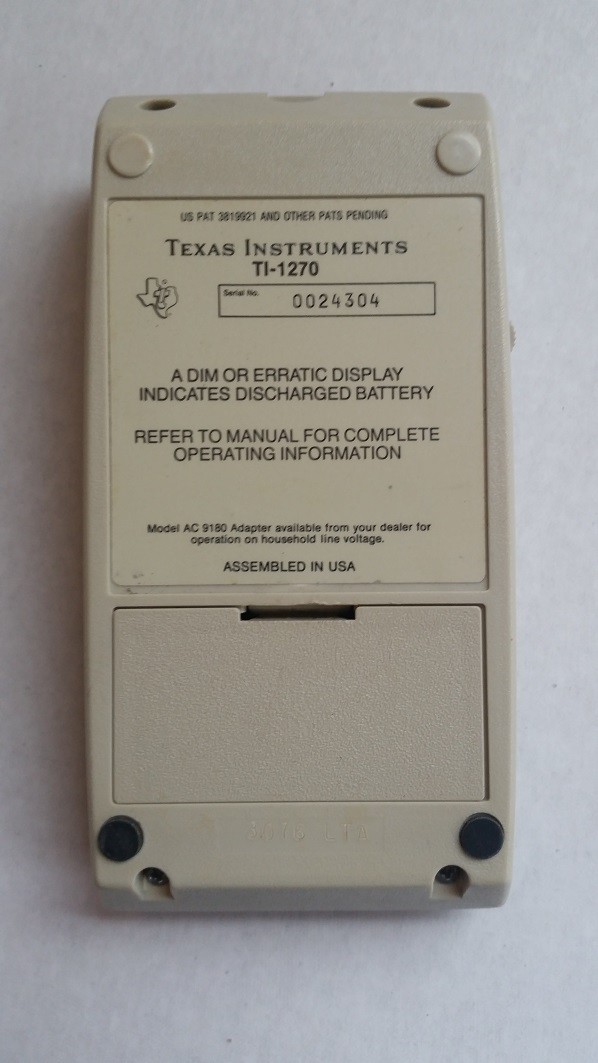 US PAT 3819921 AND OTHER PATS PENDING
TEXAS INSTRUMENTS
TI-1270
Serial No. 0024304
A DIM OR ERRATIC DISPLAY
INDICATES DISCHARGED BATTERY
REFER TO MANUAL FOR COMPLETE
OPERATING INFORMATION
Model AC 9180 Adapter available from your dealer for
operation on household line voltage.
ASSEMBLED IN USA